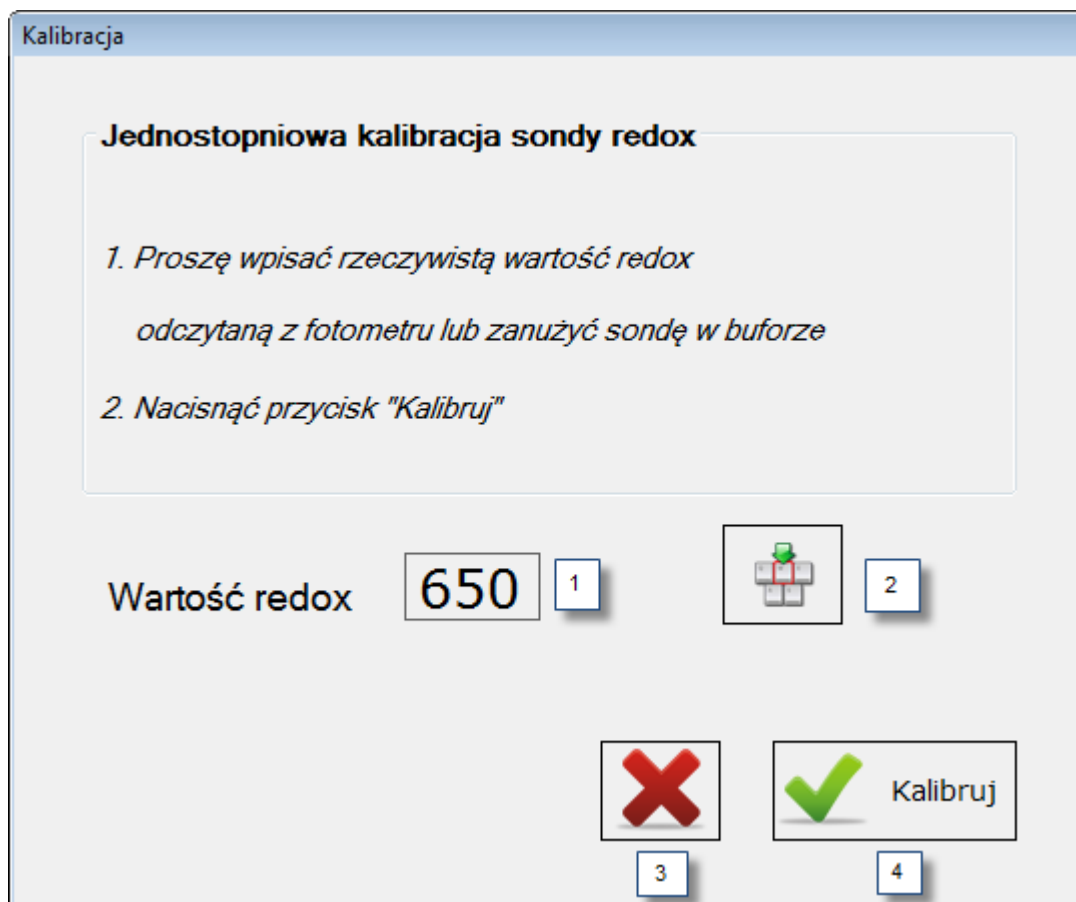 Kalibracja
Jednostopniowa kalibracja sondy redox
1. Proszę wpisać rzeczywistą wartość redox
odczytaną z fotometru lub zanużyć sondę w buforze
2. Nacisnąć przycisk "Kalibruj"
Wartość redox 650 1 2
Kalibruj
3 4